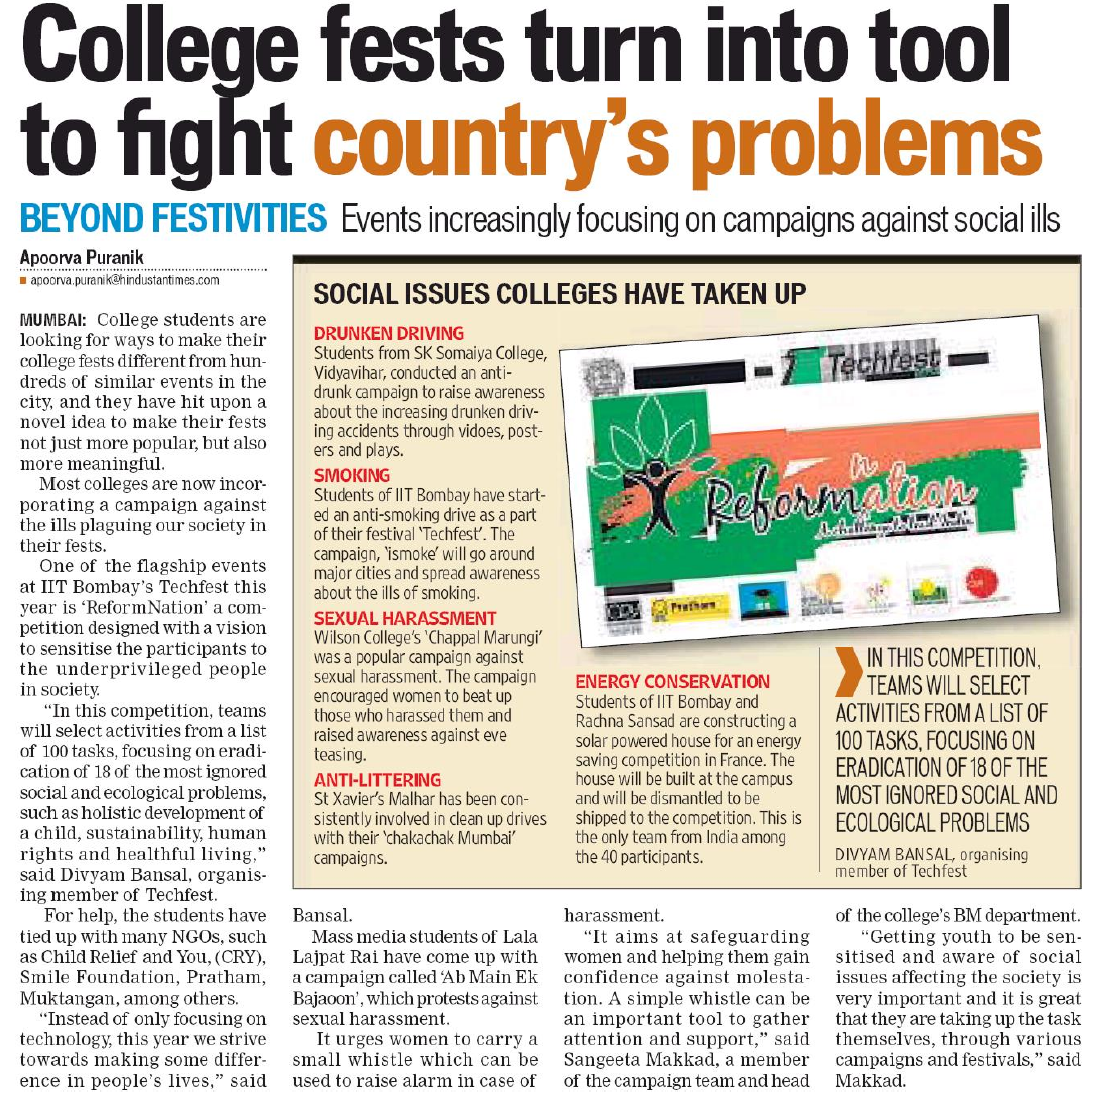 College fests turn into tool
to fight country's problems
BEYOND FESTIVITIES Events increasingly focusing on campaigns against social ills
Apoorva Puranik
apoorva.puranik@hindustantimes.com
MUMBAI: College students are
looking for ways to make their
college fests different from hun-
dreds of similar events in the
city, and they have hit upon a
novel idea to make their fests
not just more popular, but also
more meaningful.
Most colleges are now incor-
porating a campaign against
the ills plaguing our society in
their fests.
One of the flagship events
at IIT Bombay's Techfest this
year is 'ReformNation' a com-
petition designed with a vision
to sensitise the participants to
the underprivileged people
in society.
"In this competition, teams
will select activities from a list
of 100 tasks, focusing on eradi-
cation of 18 of the most ignored
social and ecological problems,
such as holistic development of
a child, sustainability, human
rights and healthful living,"
said Divyam Bansal, organis-
ing member of Techfest.
For help, the students have
tied up with many NGOs, such
as Child Relief and You, (CRY),
Smile Foundation, Pratham,
Muktangan, among others.
"Instead of only focusing on
technology, this year we strive
towards making some differ-
ence in people's lives," said
Bansal.
Mass media students of Lala
Lajpat Rai have come up with
a campaign called 'Ab Main Ek
Bajaoon', which protests against
sexual harassment.
It urges women to carry a
small whistle which can be
used to raise alarm in case of
harassment.
"It aims at safeguarding
women and helping them gain
confidence against molesta-
tion. A simple whistle can be
an important tool to gather
attention and support," said
Sangeeta Makkad, a member
of the campaign team and head
of the college's BM department.
"Getting youth to be sen-
sitised and aware of social
issues affecting the society is
very important and it is great
that they are taking up the task
themselves, through various
campaigns and festivals," said
Makkad.
SOCIAL ISSUES COLLEGES HAVE TAKEN UP
DRUNKEN DRIVING
Students from SK Somaiya College,
Vidyavihar, conducted an anti-
drunk campaign to raise awareness
about the increasing drunken driv-
ing accidents through vidoes, post-
ers and plays.
SMOKING
Students of IIT Bombay have start-
ed an anti-smoking drive as a part
of their festival 'Techfest'. The
campaign, 'ismoke' will go around
major cities and spread awareness
about the ills of smoking.
SEXUAL HARASSMENT
Wilson College's 'Chappal Marungi'
was a popular campaign against
sexual harassment. The campaign
encouraged women to beat up
those who harassed them and
raised awareness against eve
teasing.
ANTI-LITTERING
St Xavier's Malhar has been con-
sistently involved in clean up drives
with their 'chakachak Mumbai'
campaigns.
Techfest
n
Reformation
Pratham
ENERGY CONSERVATION
Students of IIT Bombay and
Rachna Sansad are constructing a
solar powered house for an energy
saving competition in France. The
house will be built at the campus
and will be dismantled to be
shipped to the competition. This is
the only team from India among
the 40 participants.
IN THIS COMPETITION,
TEAMS WILL SELECT
ACTIVITIES FROM A LIST OF
100 TASKS, FOCUSING ON
ERADICATION OF 18 OF THE
MOST IGNORED SOCIAL AND
ECOLOGICAL PROBLEMS
DIVYAM BANSAL, organising
member of Techfest